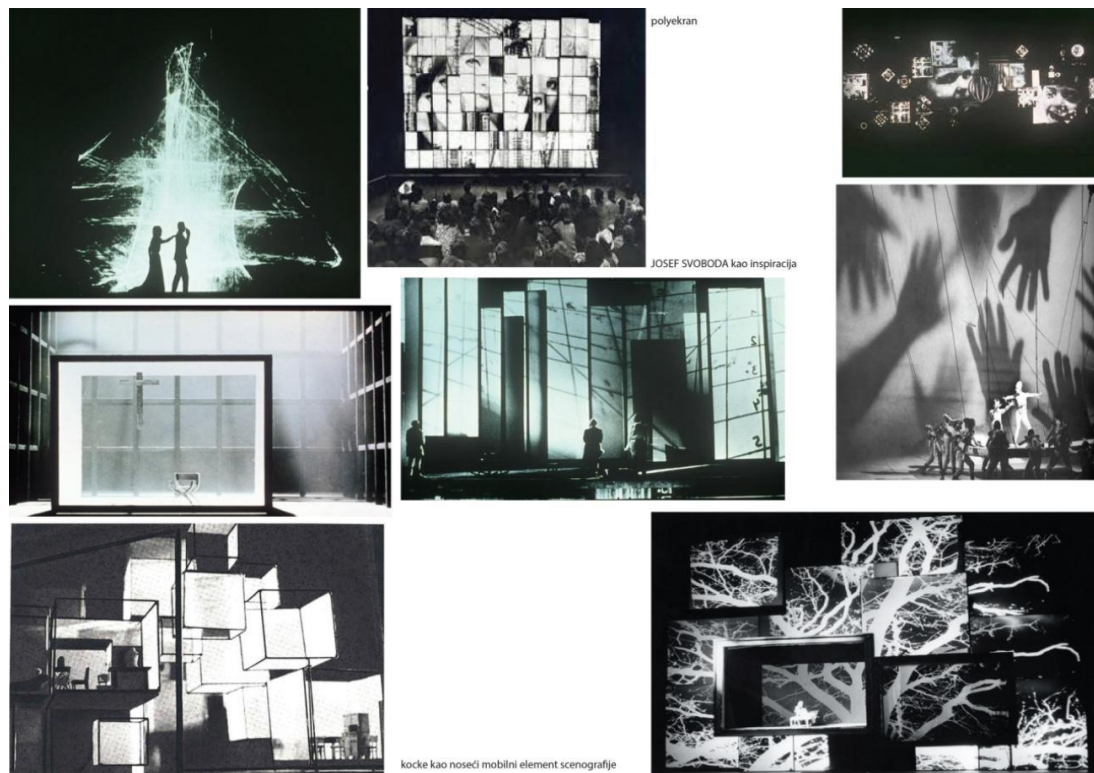 polyekran
JOSEF SVOBODA kao inspiracija
kocke kao noseći mobilni element scenografije